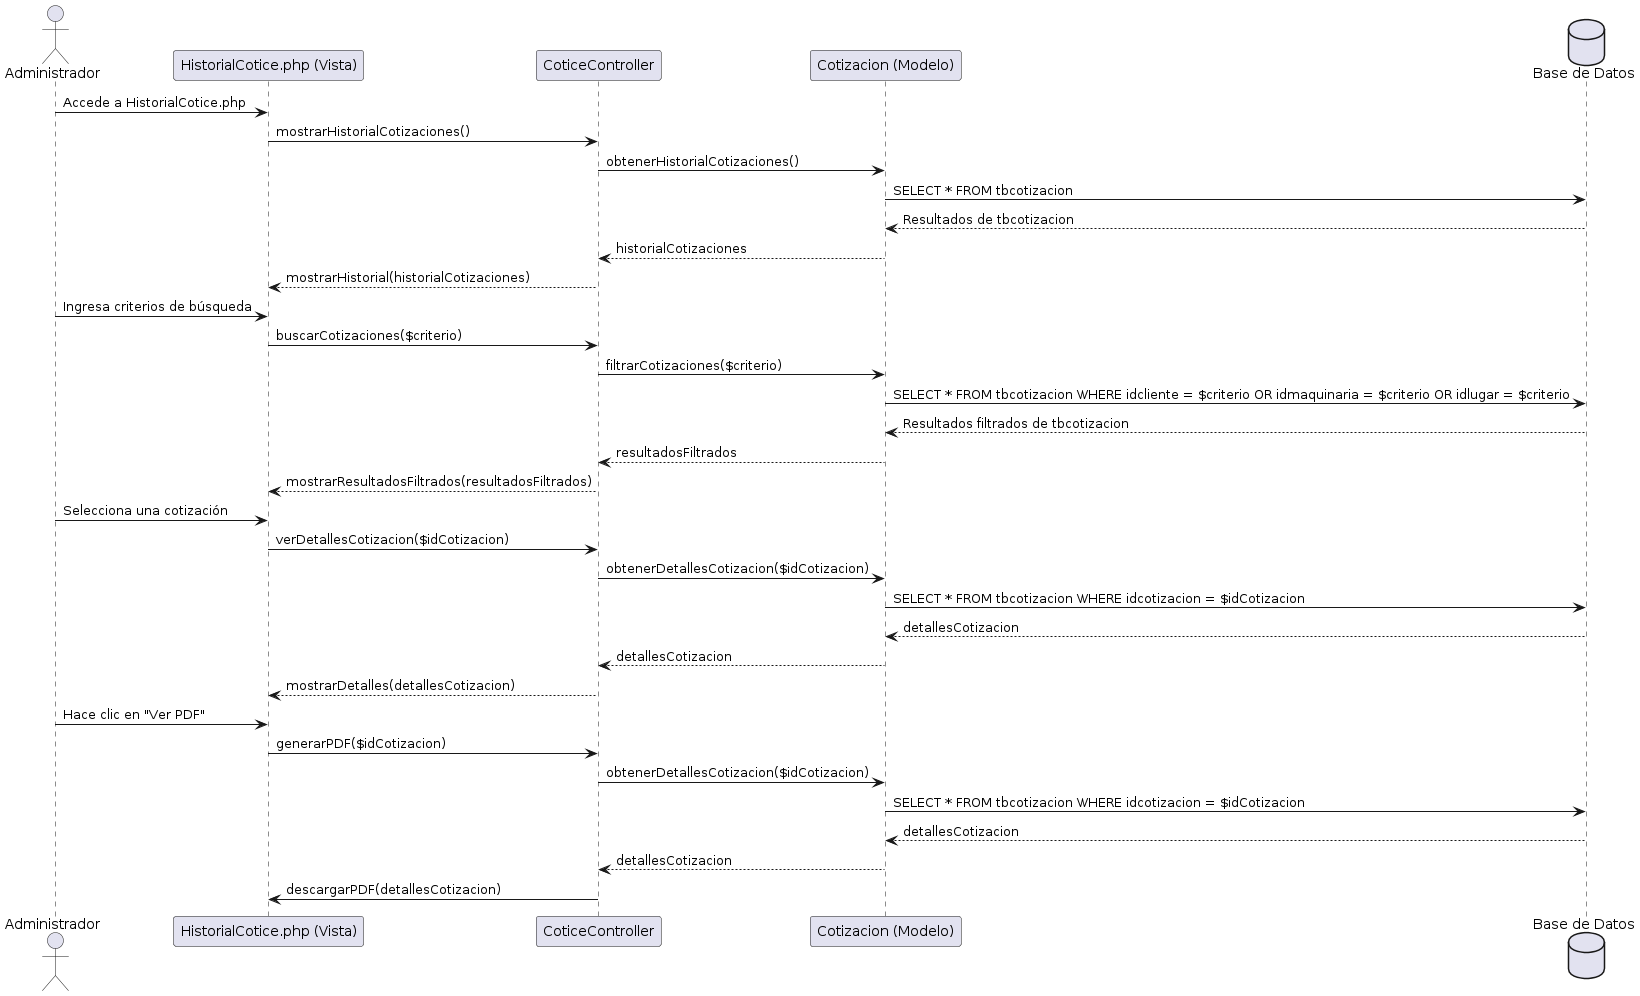 Administrador
HistorialCotice.php (Vista)
CoticeController
Cotizacion (Modelo)
Base de Datos
Accede a HistorialCotice.php
mostrarHistorialCotizaciones()
obtenerHistorialCotizaciones()
SELECT * FROM tbcotizacion
Resultados de tbcotizacion
historialCotizaciones
mostrarHistorial(historialCotizaciones)
Ingresa criterios de búsqueda
buscarCotizaciones($criterio)
filtrarCotizaciones($criterio)
SELECT * FROM tbcotizacion WHERE idcliente = $criterio OR idmaquinaria = $criterio OR idlugar = $criterio
Resultados filtrados de tbcotizacion
resultadosFiltrados
mostrarResultadosFiltrados(resultadosFiltrados)
Selecciona una cotización
verDetallesCotizacion($idCotizacion)
obtenerDetallesCotizacion($idCotizacion)
SELECT * FROM tbcotizacion WHERE idcotizacion = $idCotizacion
detallesCotizacion
detallesCotizacion
mostrarDetalles(detallesCotizacion)
Hace clic en "Ver PDF"
generarPDF($idCotizacion)
obtenerDetallesCotizacion($idCotizacion)
SELECT * FROM tbcotizacion WHERE idcotizacion = $idCotizacion
detallesCotizacion
detallesCotizacion
descargarPDF(detallesCotizacion)
Administrador
HistorialCotice.php (Vista)
CoticeController
Cotizacion (Modelo)
Base de Datos